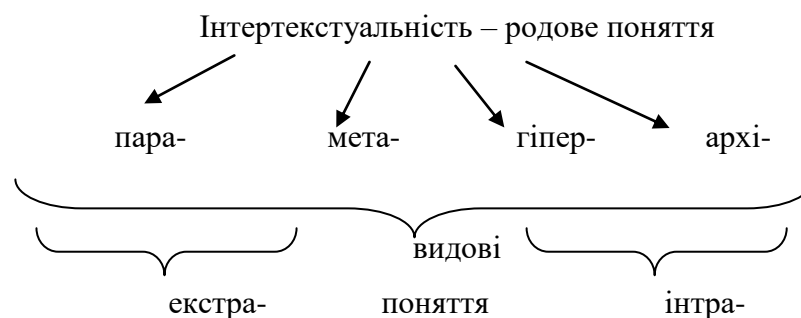 Інтертекстуальність – родове поняття
пара- мета- гіпер- архі-
видові
екстра- поняття інтра-